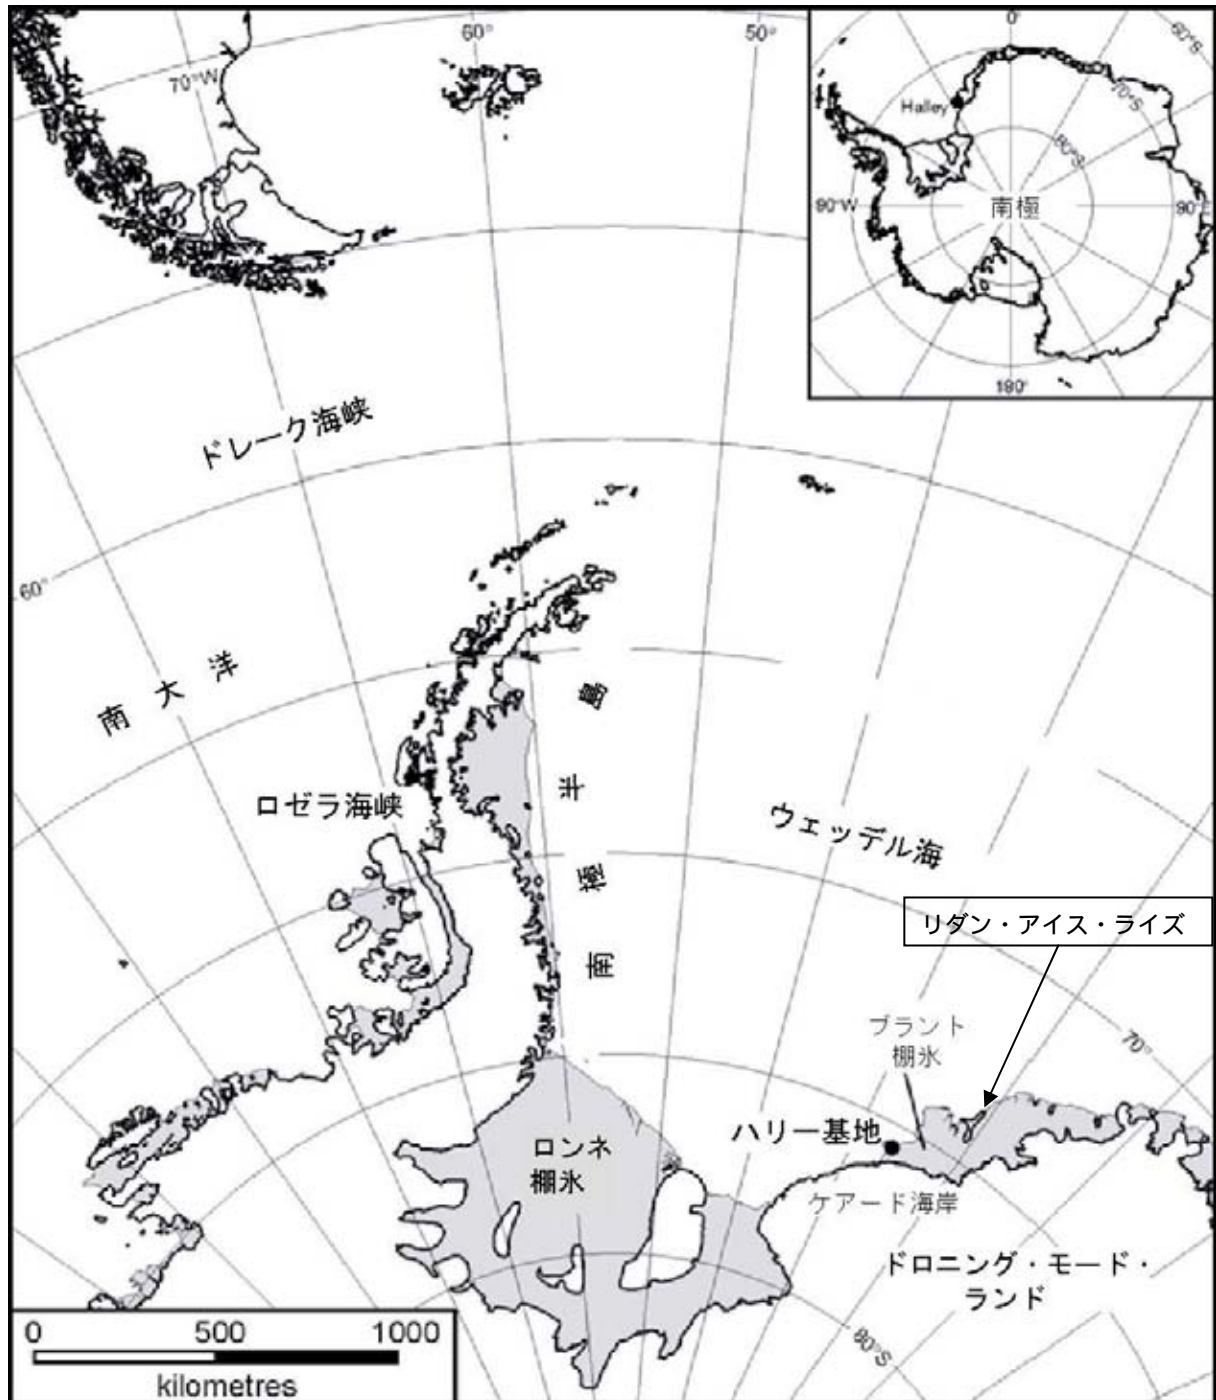 60°
50°
70°W
0°
60°S
70°S
Halley
80°S
90°W
南極
90°
180°
ドレーク海峡
60°
南大洋
南極半島
ロゼラ海峡
ウェッデル海
リダン・アイス・ライズ
ブラント
棚氷
70°
ハリー基地
ロンネ
棚氷
ケアード海岸
ドロニング・モード・
ランド
80°S
0 500 1000
kilometres